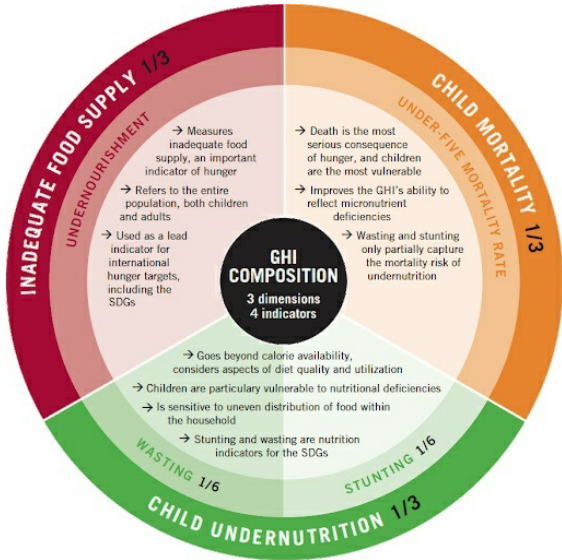 INADEQUATE FOOD SUPPLY 1/3
UNDERNOURISHMENT
→ Measures
inadequate food
supply, an important
indicator of hunger
→ Refers to the entire
population, both children
and adults
→ Used as a lead
indicator for
international
hunger targets,
including the
SDGs
CHILD MORTALITY 1/3
UNDER-FIVE MORTALITY RATE
→ Death is the most
serious consequence
of hunger, and children
are the most vulnerable
→ Improves the GHI's ability to
reflect micronutrient
deficiencies
→ Wasting and stunting
only partially capture
the mortality risk of
undernutrition
GHI
COMPOSITION
3 dimensions
4 indicators
→ Goes beyond calorie availability,
considers aspects of diet quality and utilization
→ Children are particulary vulnerable to nutritional deficiencies
→ Is sensitive to uneven distribution of food within
the household
→ Stunting and wasting are nutrition
indicators for the SDGs
WASTING 1/6
STUNTING 1/6
CHILD UNDERNUTRITION 1/3